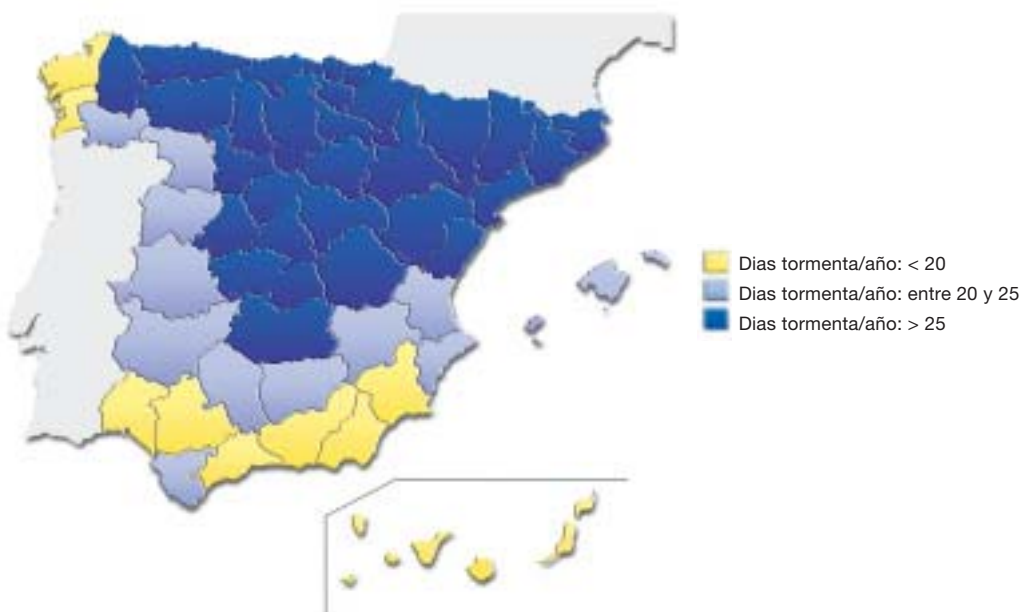 Dias tormenta/año: < 20
Dias tormenta/año: entre 20 y 25
Dias tormenta/año: > 25